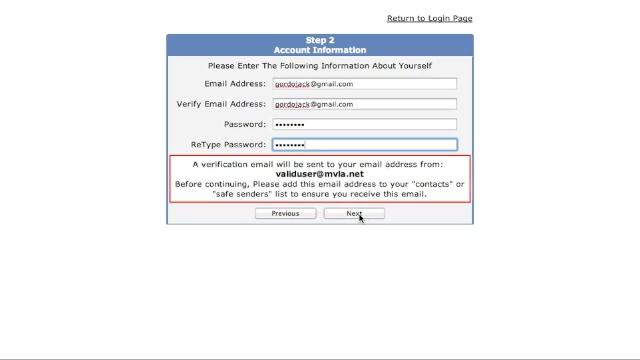 Return to Login Page
Step 2
Account Information
Please Enter The Following Information About Yourself
Email Address: gordojack@gmail.com
Verify Email Address: gordojack@gmail.com
Password: ••••••••
ReType Password: ••••••••
A verification email will be sent to your email address from:
validuser@mvla.net
Before continuing, Please add this email address to your "contacts" or
"safe senders" list to ensure you receive this email.
Previous Next